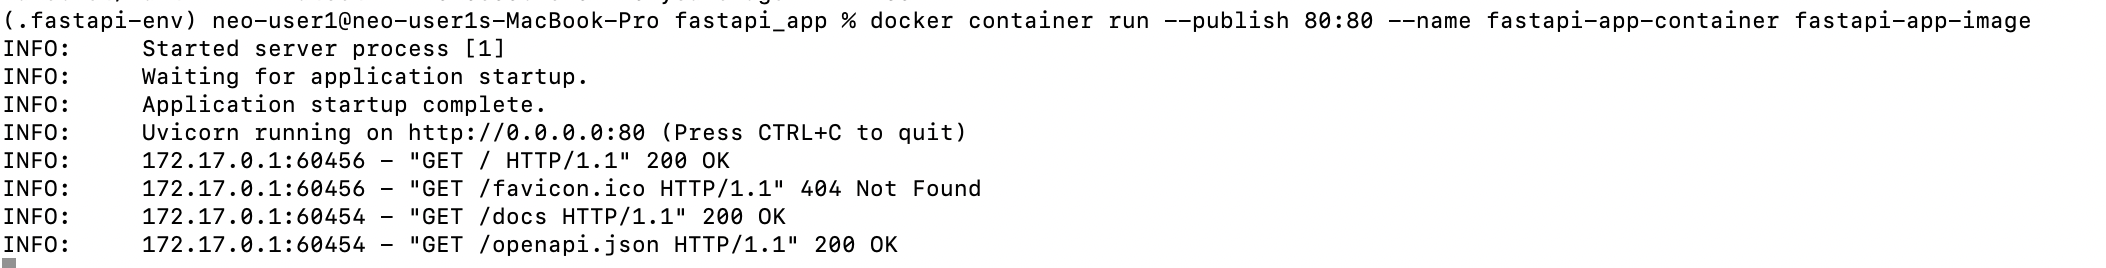 (.fastapi-env) neo-user1@neo-user1s-MacBook-Pro fastapi_app % docker container run --publish 80:80 --name fastapi-app-container fastapi-app-image
INFO:     Started server process [1]
INFO:     Waiting for application startup.
INFO:     Application startup complete.
INFO:     Uvicorn running on http://0.0.0.0:80 (Press CTRL+C to quit)
INFO:     172.17.0.1:60456 – "GET / HTTP/1.1" 200 OK
INFO:     172.17.0.1:60456 – "GET /favicon.ico HTTP/1.1" 404 Not Found
INFO:     172.17.0.1:60454 – "GET /docs HTTP/1.1" 200 OK
INFO:     172.17.0.1:60454 – "GET /openapi.json HTTP/1.1" 200 OK